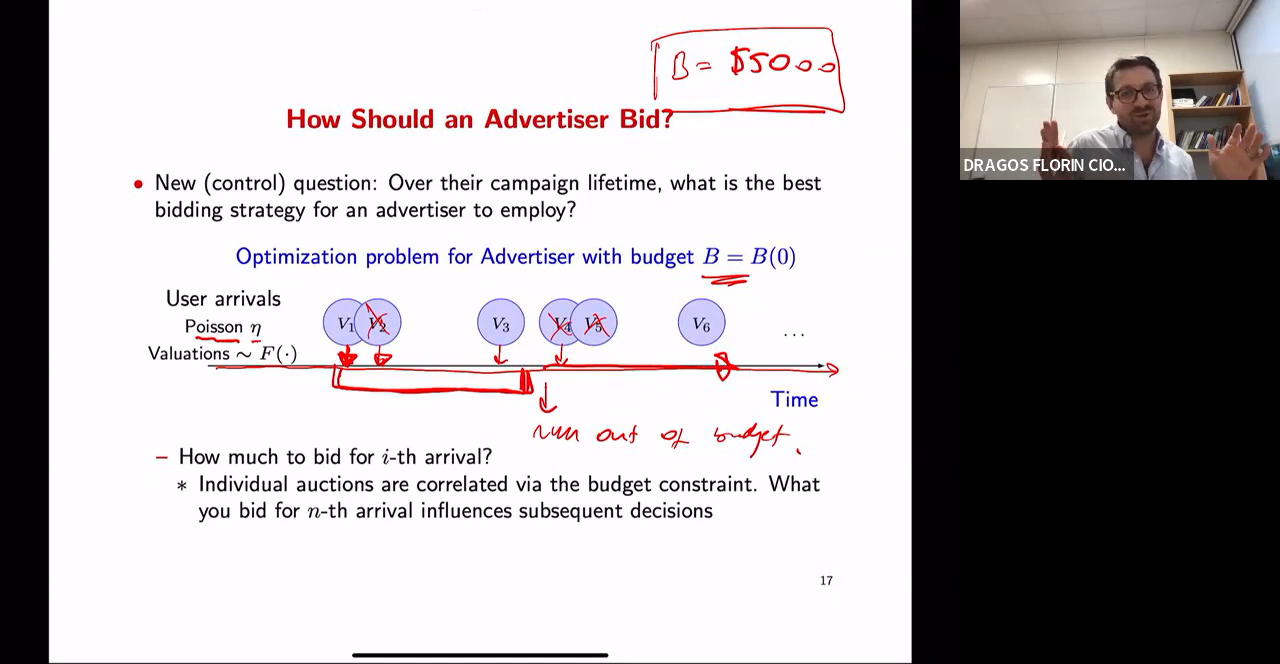 B = $5000
How Should an Advertiser Bid?
• New (control) question: Over their campaign lifetime, what is the best
bidding strategy for an advertiser to employ?
Optimization problem for Advertiser with budget B = B(0)
User arrivals
Poisson η
Valuations ~ F(·)
V1 V2 V3 V4 V5 V6 ...
Time
run out of budget.
– How much to bid for i-th arrival?
* Individual auctions are correlated via the budget constraint. What
you bid for n-th arrival influences subsequent decisions
17
DRAGOS FLORIN CIO...